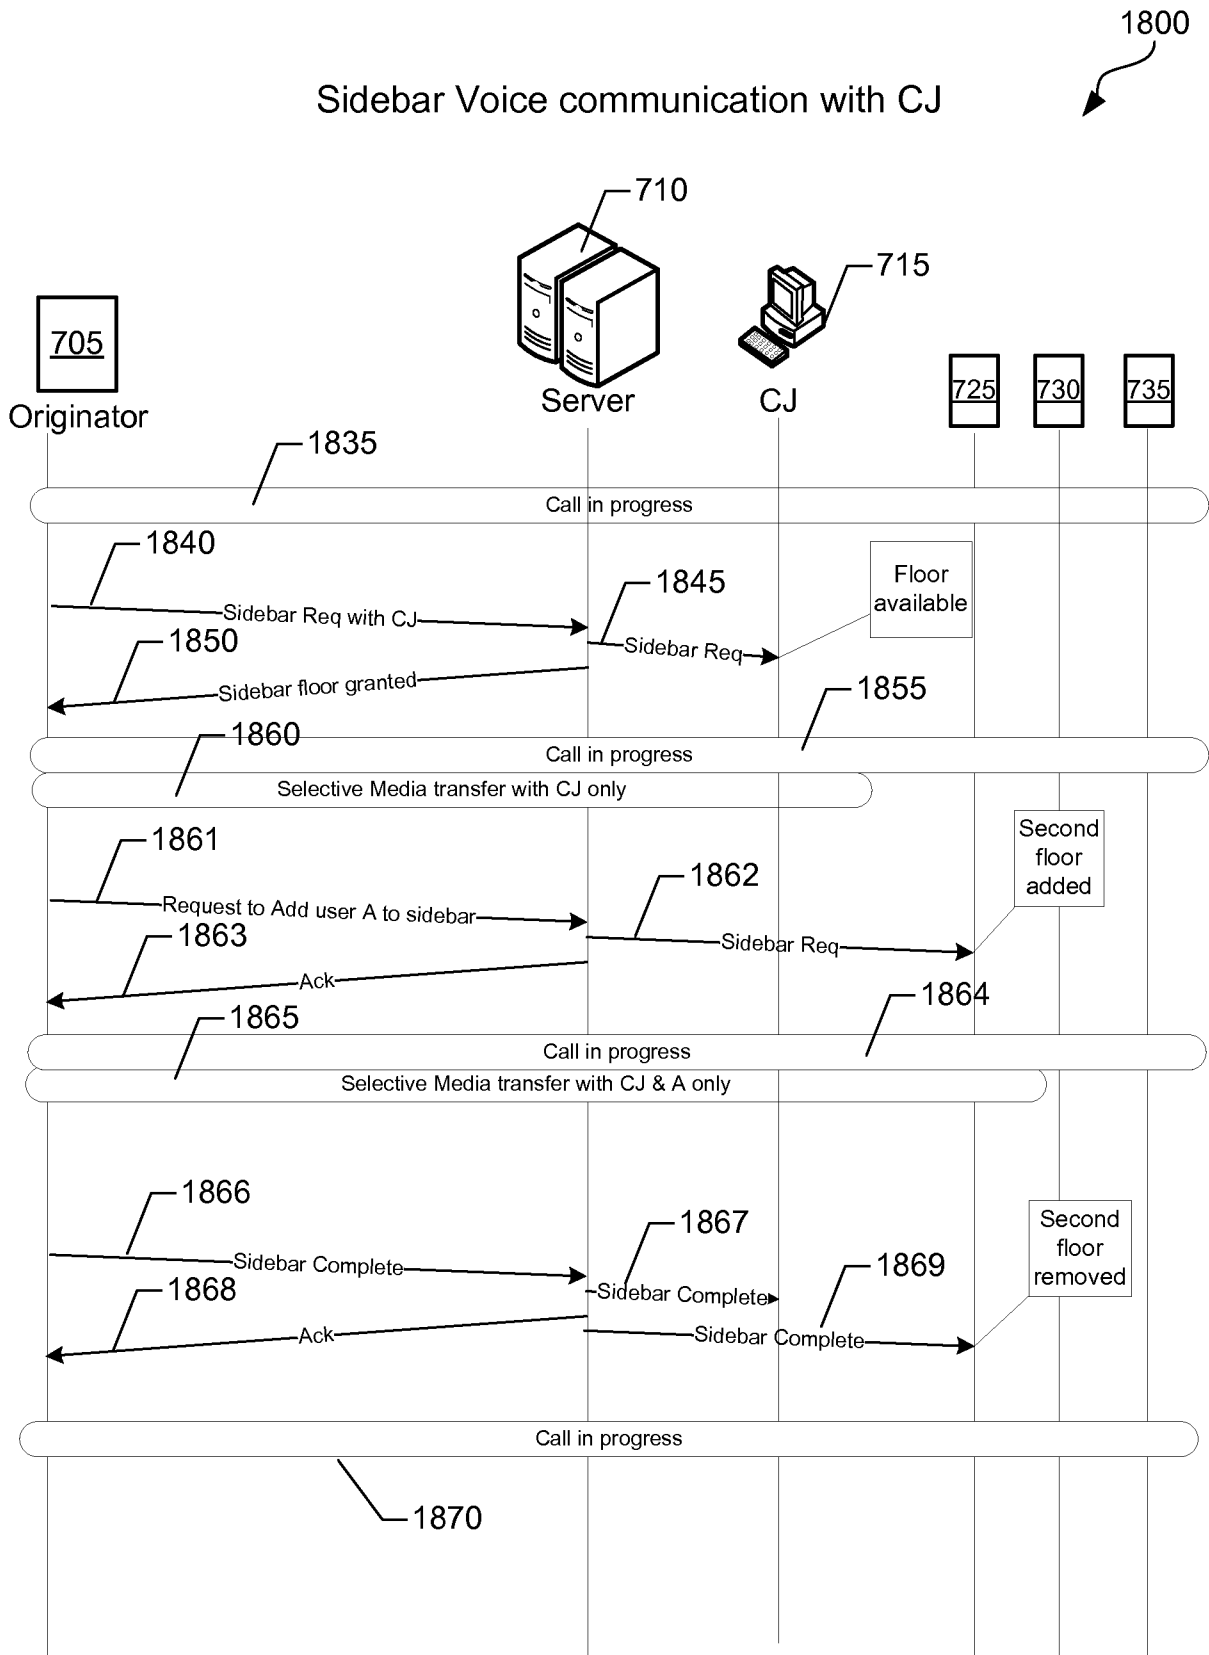 1800
Sidebar Voice communication with CJ
710
715
705
725
730
735
Originator
Server
CJ
1835
Call in progress
1840
Sidebar Req with CJ
1845
Sidebar Req
Floor
available
1850
Sidebar floor granted
1855
1860
Call in progress
Selective Media transfer with CJ only
1861
Request to Add user A to sidebar
1862
Sidebar Req
Second
floor
added
1863
Ack
1864
1865
Call in progress
Selective Media transfer with CJ & A only
1866
Sidebar Complete
1867
Sidebar Complete
1868
Ack
1869
Sidebar Complete
Second
floor
removed
Call in progress
1870